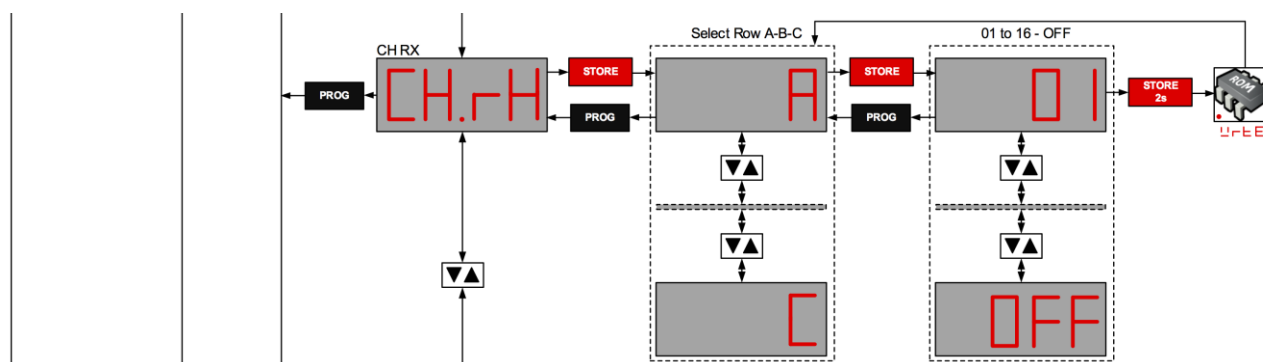 Select Row A-B-C
01 to 16 - OFF
CH RX
PROG
CH.rH
STORE
PROG
A
STORE
PROG
01
STORE
2s
ROM
C
OFF